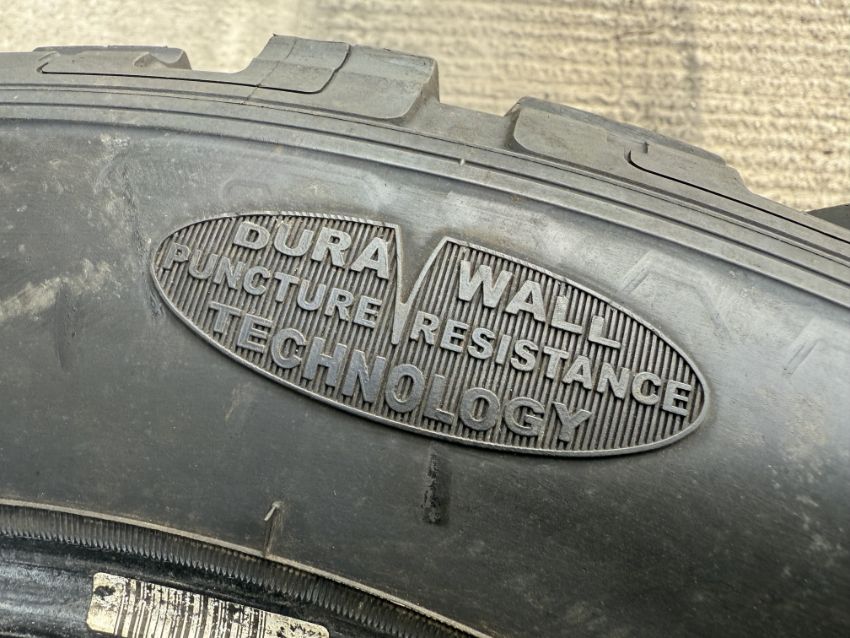 DURA WALL
PUNCTURE RESISTANCE
TECHNOLOGY